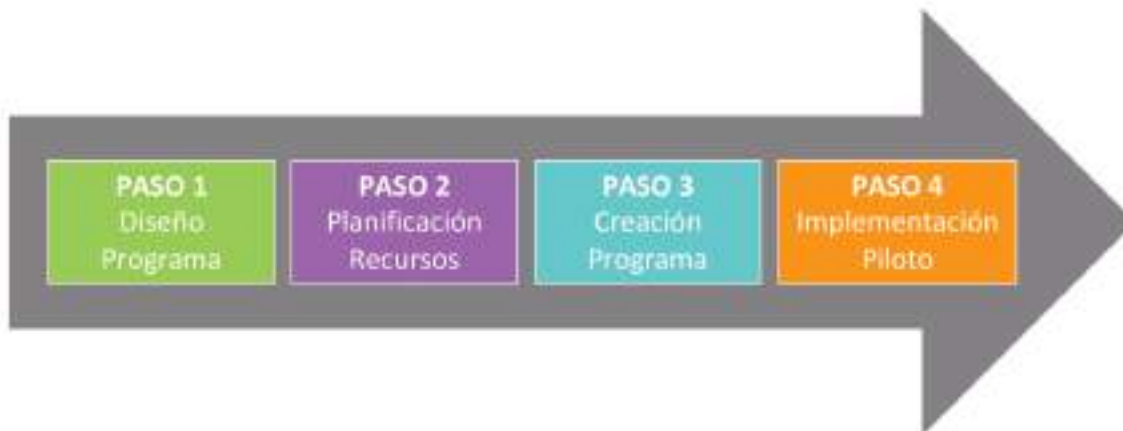 PASO 1
Diseño
Programa
PASO 2
Planificación
Recursos
PASO 3
Creación
Programa
PASO 4
Implementación
Piloto